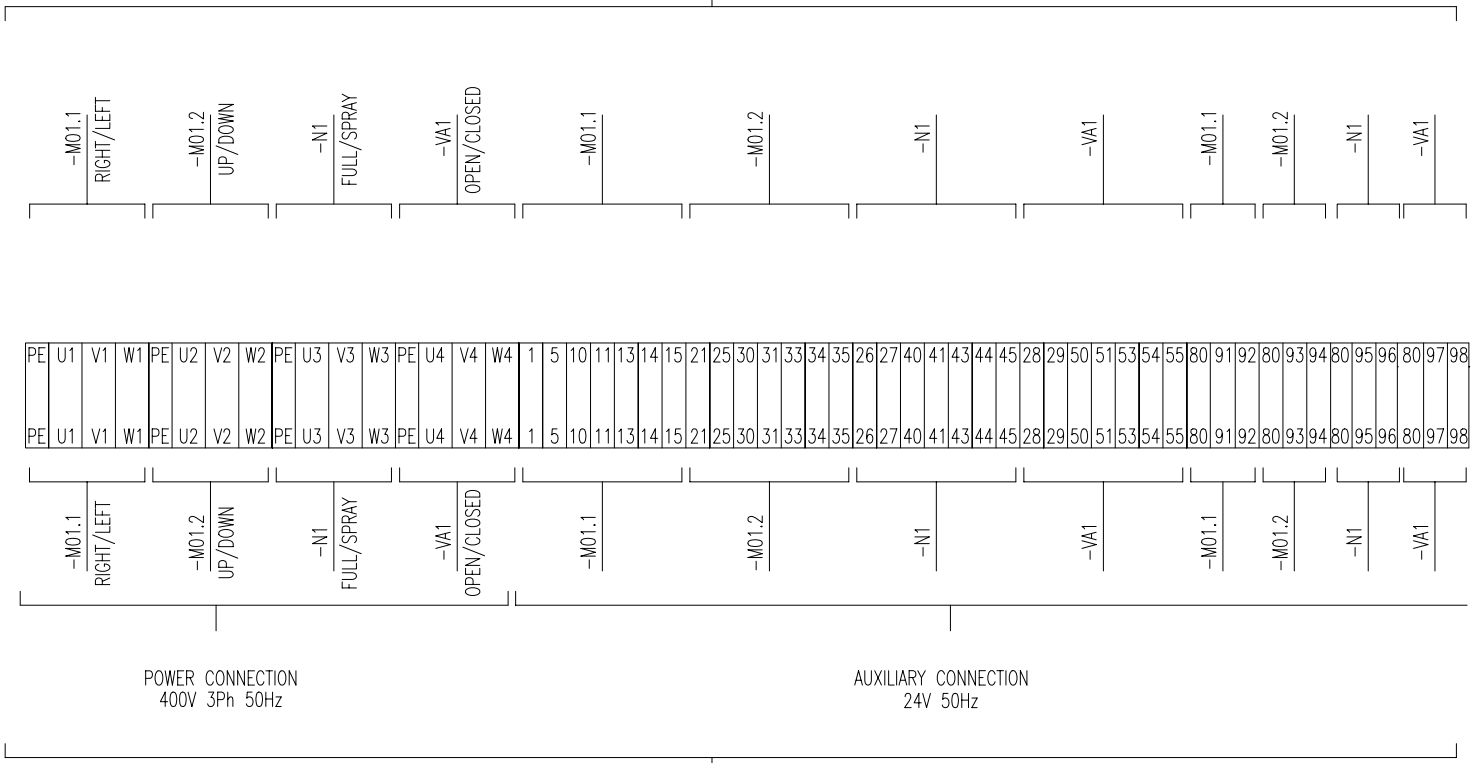 -M01.1
RIGHT/LEFT
-M01.2
UP/DOWN
-N1
FULL/SPRAY
-VA1
OPEN/CLOSED
-M01.1
-M01.2
-N1
-VA1
-M01.1
-M01.2
-N1
-VA1
PE U1 V1 W1 PE U2 V2 W2 PE U3 V3 W3 PE U4 V4 W4 1 5 10 11 13 14 15 21 25 30 31 33 34 35 26 27 40 41 43 44 45 28 29 50 51 53 54 55 80 91 92 80 93 94 80 95 96 80 97 98
PE U1 V1 W1 PE U2 V2 W2 PE U3 V3 W3 PE U4 V4 W4 1 5 10 11 13 14 15 21 25 30 31 33 34 35 26 27 40 41 43 44 45 28 29 50 51 53 54 55 80 91 92 80 93 94 80 95 96 80 97 98
-M01.1
RIGHT/LEFT
-M01.2
UP/DOWN
-N1
FULL/SPRAY
-VA1
OPEN/CLOSED
-M01.1
-M01.2
-N1
-VA1
-M01.1
-M01.2
-N1
-VA1
POWER CONNECTION
400V 3Ph 50Hz
AUXILIARY CONNECTION
24V 50Hz